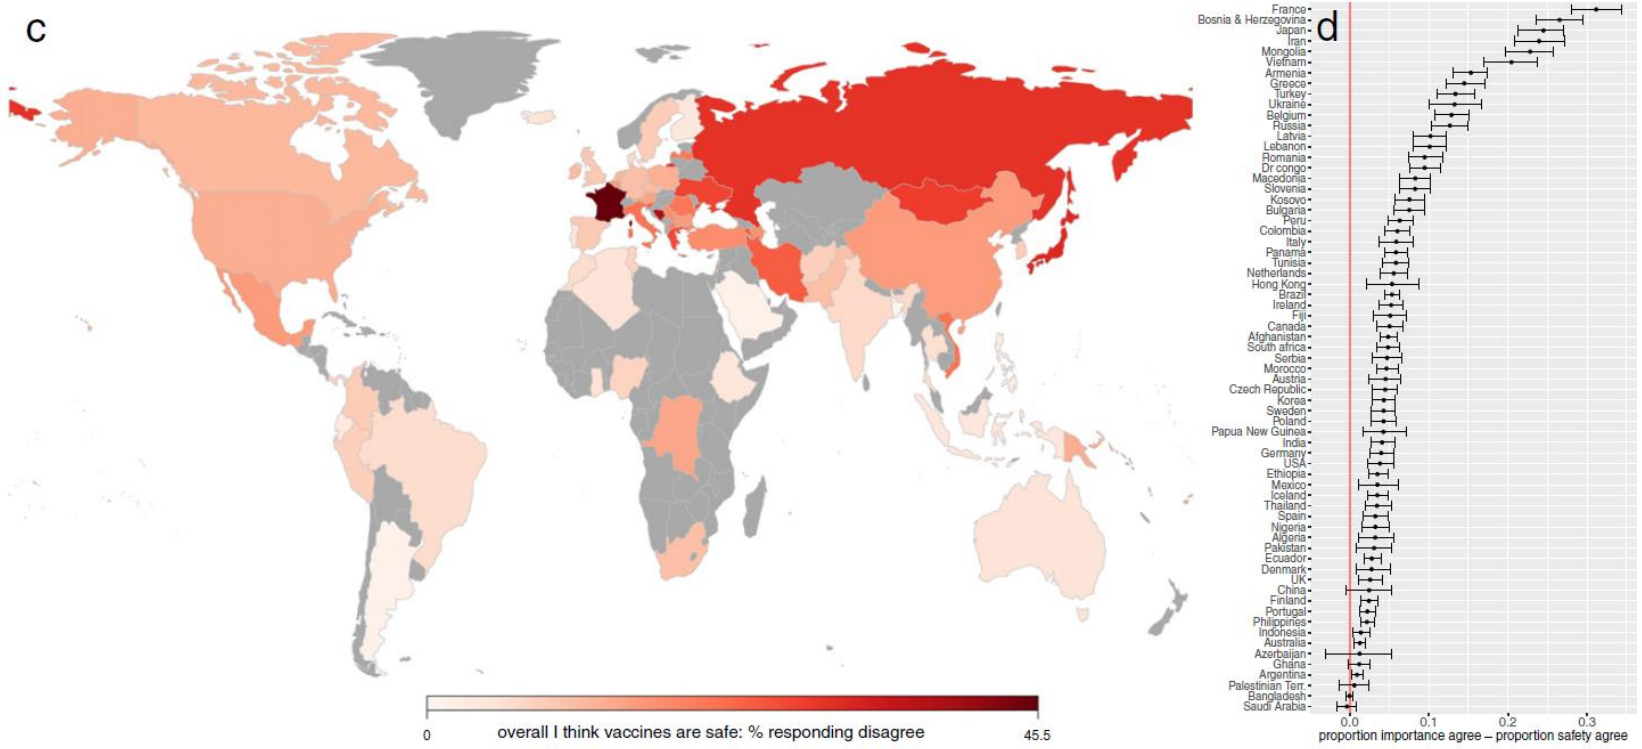 c
0
overall I think vaccines are safe: % responding disagree
45.5
d
France
Bosnia & Herzegovina
Japan
Iran
Mongolia
Vietnam
Armenia
Greece
Turkey
Ukraine
Belgium
Russia
Latvia
Lebanon
Romania
Dr congo
Macedonia
Slovenia
Kosovo
Bulgaria
Peru
Colombia
Italy
Panama
Tunisia
Netherlands
Hong Kong
Brazil
Ireland
Fiji
Canada
Afghanistan
South africa
Serbia
Morocco
Austria
Czech Republic
Korea
Sweden
Poland
Papua New Guinea
India
Germany
USA
Ethiopia
Mexico
Iceland
Thailand
Spain
Nigeria
Algeria
Pakistan
Ecuador
Denmark
UK
China
Finland
Portugal
Philippines
Indonesia
Australia
Azerbaijan
Ghana
Argentina
Palestinian Terr.
Bangladesh
Saudi Arabia
0.0 0.1 0.2 0.3
proportion importance agree – proportion safety agree